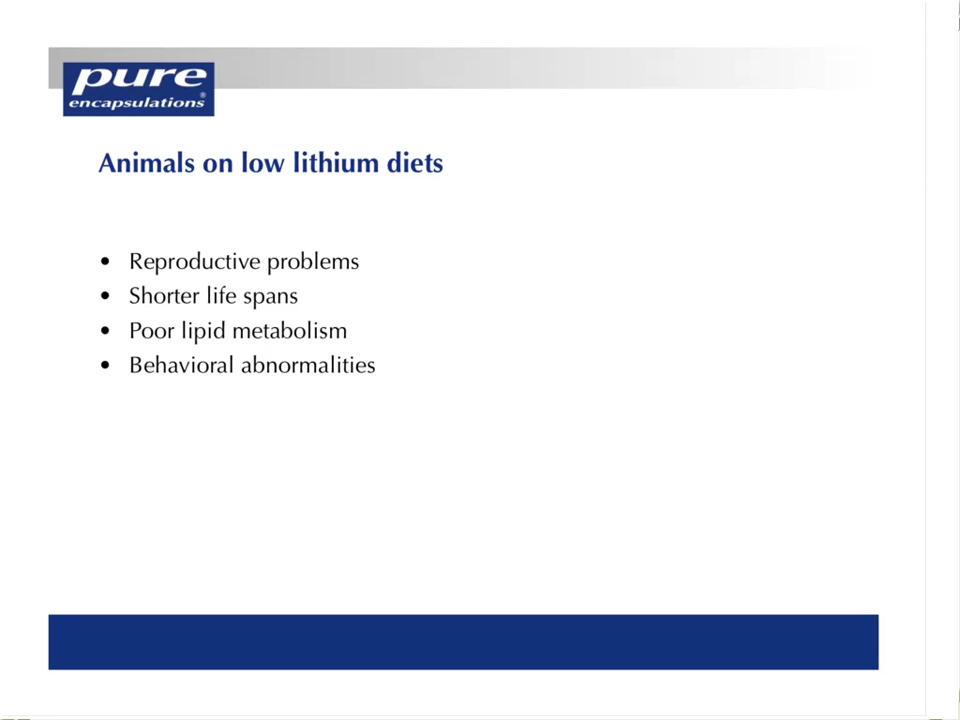 pure
encapsulations®
Animals on low lithium diets
• Reproductive problems
• Shorter life spans
• Poor lipid metabolism
• Behavioral abnormalities